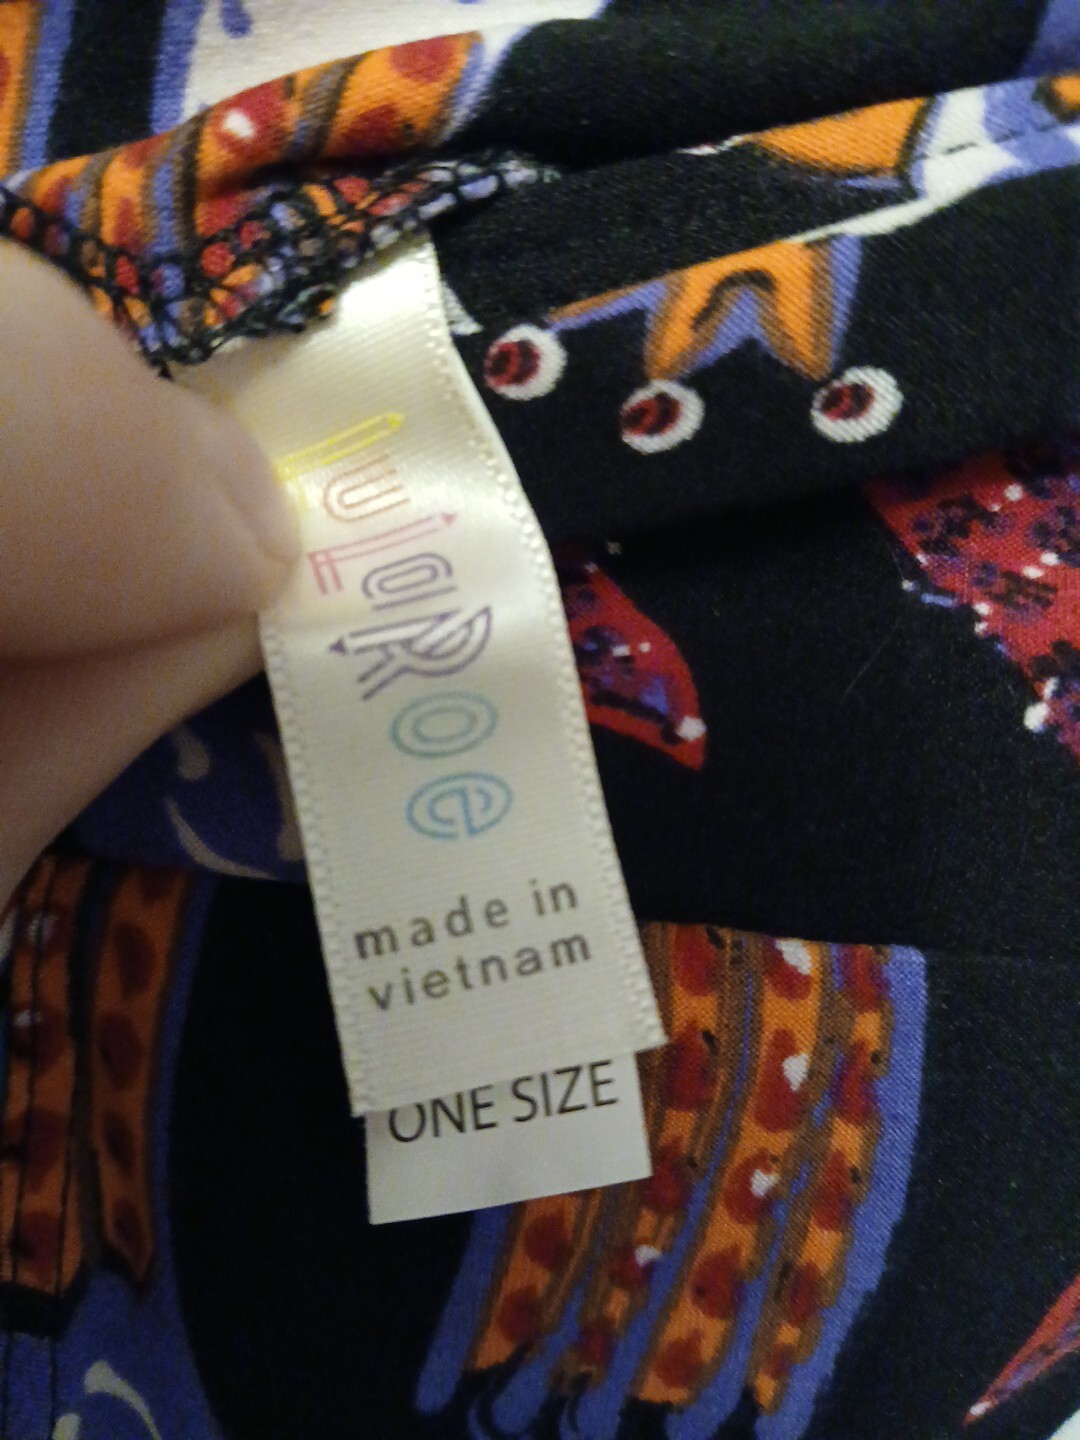 LuLaRoe
made in
vietnam
ONE SIZE